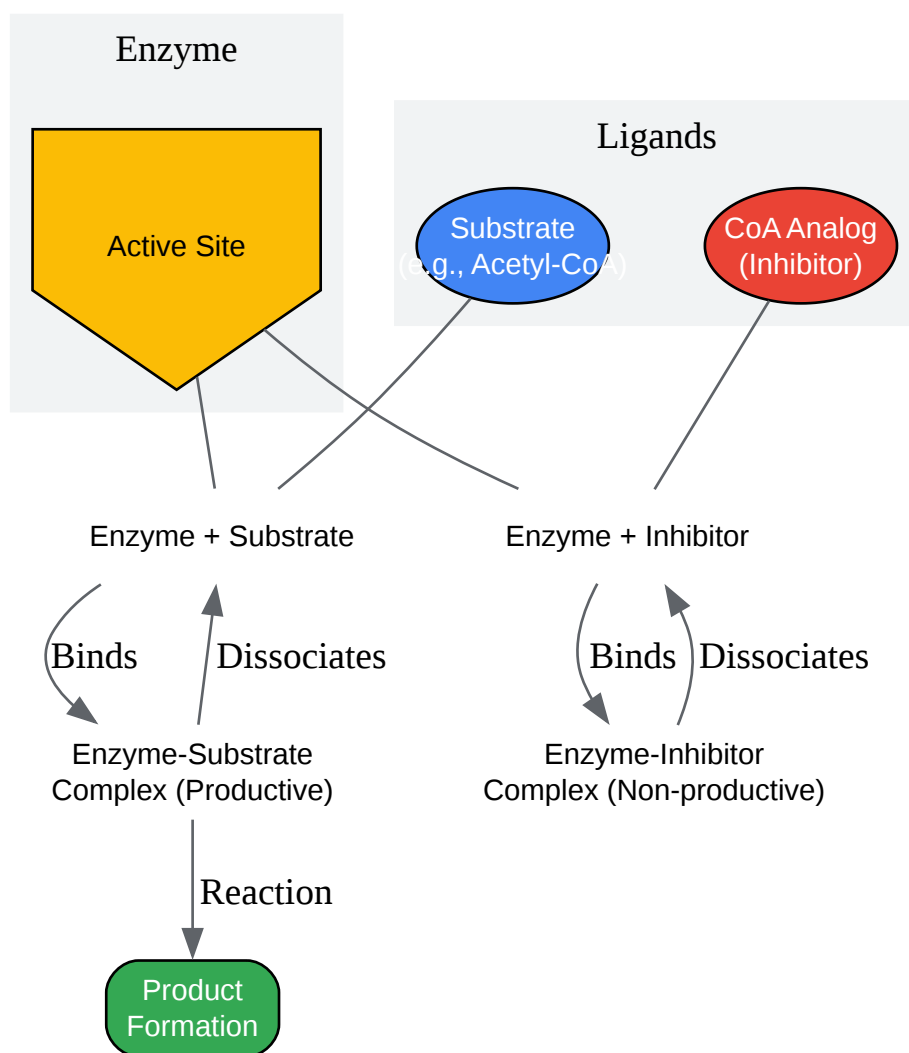 Enzyme
Ligands
Active Site
Substrate
(e.g., Acetyl-CoA)
CoA Analog
(Inhibitor)
Enzyme + Substrate
Enzyme + Inhibitor
Binds
Dissociates
Binds
Dissociates
Enzyme-Substrate
Complex (Productive)
Enzyme-Inhibitor
Complex (Non-productive)
Reaction
Product
Formation